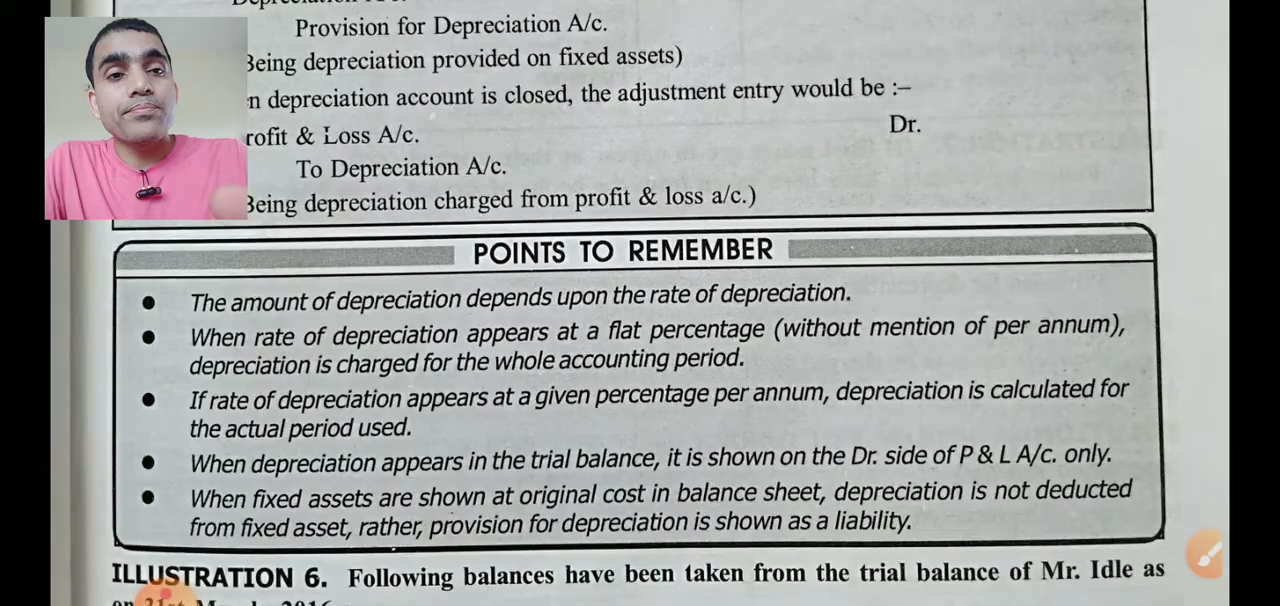 Provision for Depreciation A/c.
Being depreciation provided on fixed assets)
n depreciation account is closed, the adjustment entry would be :–
rofit & Loss A/c. Dr.
To Depreciation A/c.
Being depreciation charged from profit & loss a/c.)
POINTS TO REMEMBER
● The amount of depreciation depends upon the rate of depreciation.
● When rate of depreciation appears at a flat percentage (without mention of per annum),
depreciation is charged for the whole accounting period.
● If rate of depreciation appears at a given percentage per annum, depreciation is calculated for
the actual period used.
● When depreciation appears in the trial balance, it is shown on the Dr. side of P & L A/c. only.
● When fixed assets are shown at original cost in balance sheet, depreciation is not deducted
from fixed asset, rather, provision for depreciation is shown as a liability.
ILLUSTRATION 6. Following balances have been taken from the trial balance of Mr. Idle as